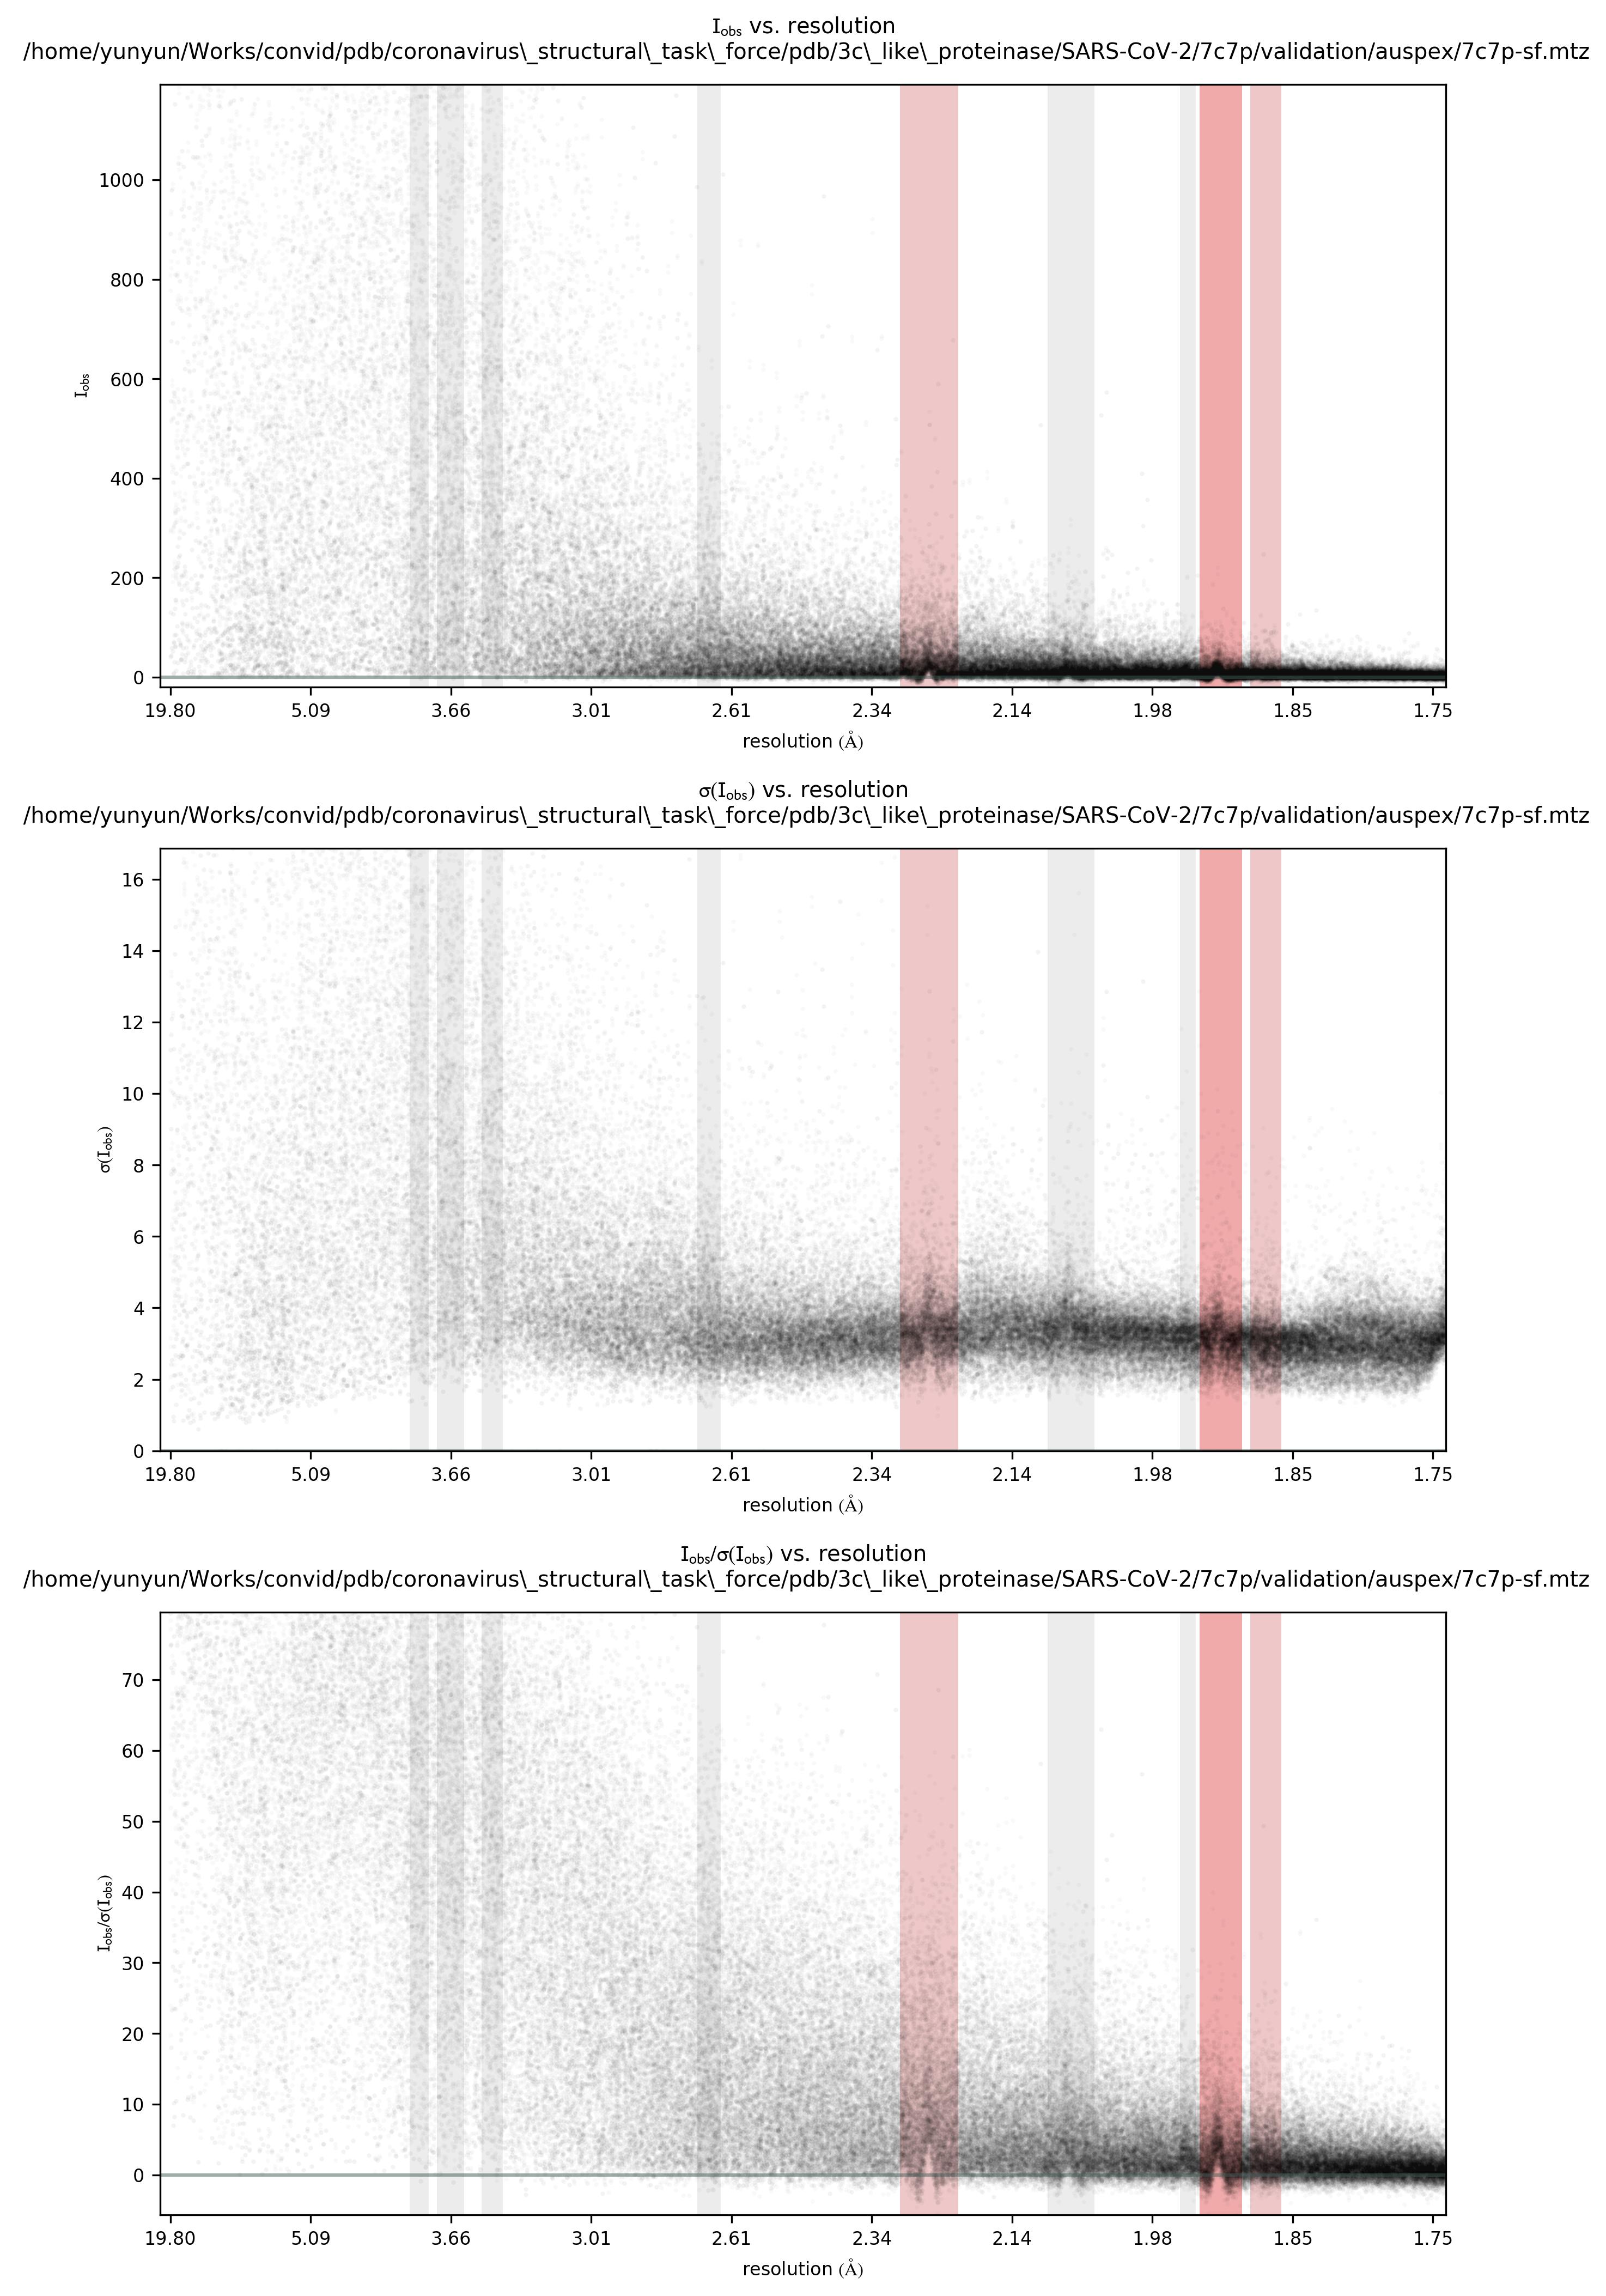 Iobs vs. resolution
/home/yunyun/Works/convid/pdb/coronavirus\_structural\_task\_force/pdb/3c\_like\_proteinase/SARS-CoV-2/7c7p/validation/auspex/7c7p-sf.mtz
1000
800
600
400
200
0
Iobs
19.80 5.09 3.66 3.01 2.61 2.34 2.14 1.98 1.85 1.75
resolution (Å)
σ(Iobs) vs. resolution
/home/yunyun/Works/convid/pdb/coronavirus\_structural\_task\_force/pdb/3c\_like\_proteinase/SARS-CoV-2/7c7p/validation/auspex/7c7p-sf.mtz
16
14
12
10
8
6
4
2
0
σ(Iobs)
19.80 5.09 3.66 3.01 2.61 2.34 2.14 1.98 1.85 1.75
resolution (Å)
Iobs/σ(Iobs) vs. resolution
/home/yunyun/Works/convid/pdb/coronavirus\_structural\_task\_force/pdb/3c\_like\_proteinase/SARS-CoV-2/7c7p/validation/auspex/7c7p-sf.mtz
70
60
50
40
30
20
10
0
Iobs/σ(Iobs)
19.80 5.09 3.66 3.01 2.61 2.34 2.14 1.98 1.85 1.75
resolution (Å)